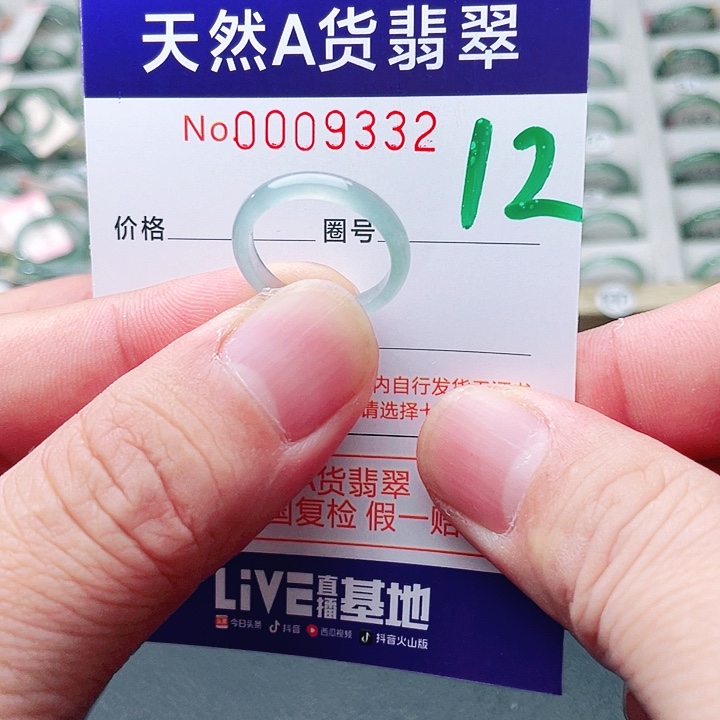 天然A货翡翠
No.0009332
12
价格 圈号
内自行发货
请选择
货翡翠
复检 假一赔
LiVE直播基地
今日头条 抖音 西瓜视频 抖音火山版